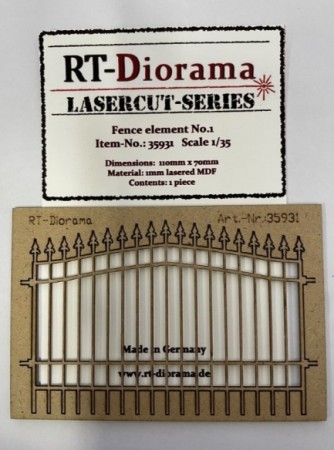 RT-Diorama
LASERCUT-SERIES
Fence element No.1
Item-No.: 35931 Scale 1/35
Dimensions: 110mm x 70mm
Material: 1mm lasered MDF
Contents: 1 piece
RT-Diorama Art.-Nr.:35931
Made in Germany
www.rt-diorama.de